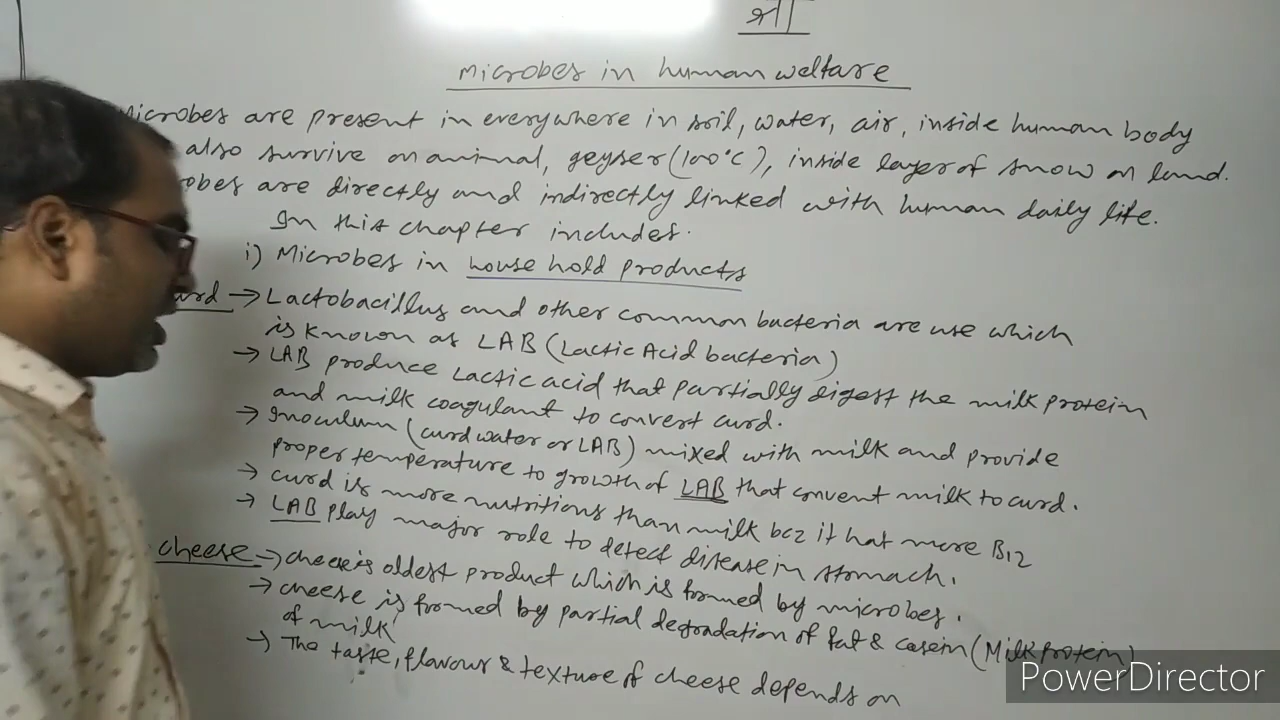 श्री
Microbes in human welfare
Microbes are present in everywhere in soil, water, air, inside human body
also survive on animal, geyser (100°C), inside layer of snow on land.
obes are directly and indirectly linked with human daily life.
In this chapter includes.
i) Microbes in house hold products
urd → Lactobacillus and other common bacteria are use which
is known as LAB (Lactic Acid bacteria)
→ LAB produce Lactic acid that partially digest the milk protein
and milk coagulant to convert curd.
→ Inoculum (curd water or LAB) mixed with milk and provide
proper temperature to growth of LAB that convent milk to curd.
→ curd is more nutritions than milk bcz it hat more B12
→ LAB play major role to detect disease in stomach.
cheese → cheese is oldest product which is formed by microbes.
→ cheese is formed by partial degradation of fat & casein (Milk protein)
of milk
→ The taste, flavour & texture of cheese depends on
PowerDirector